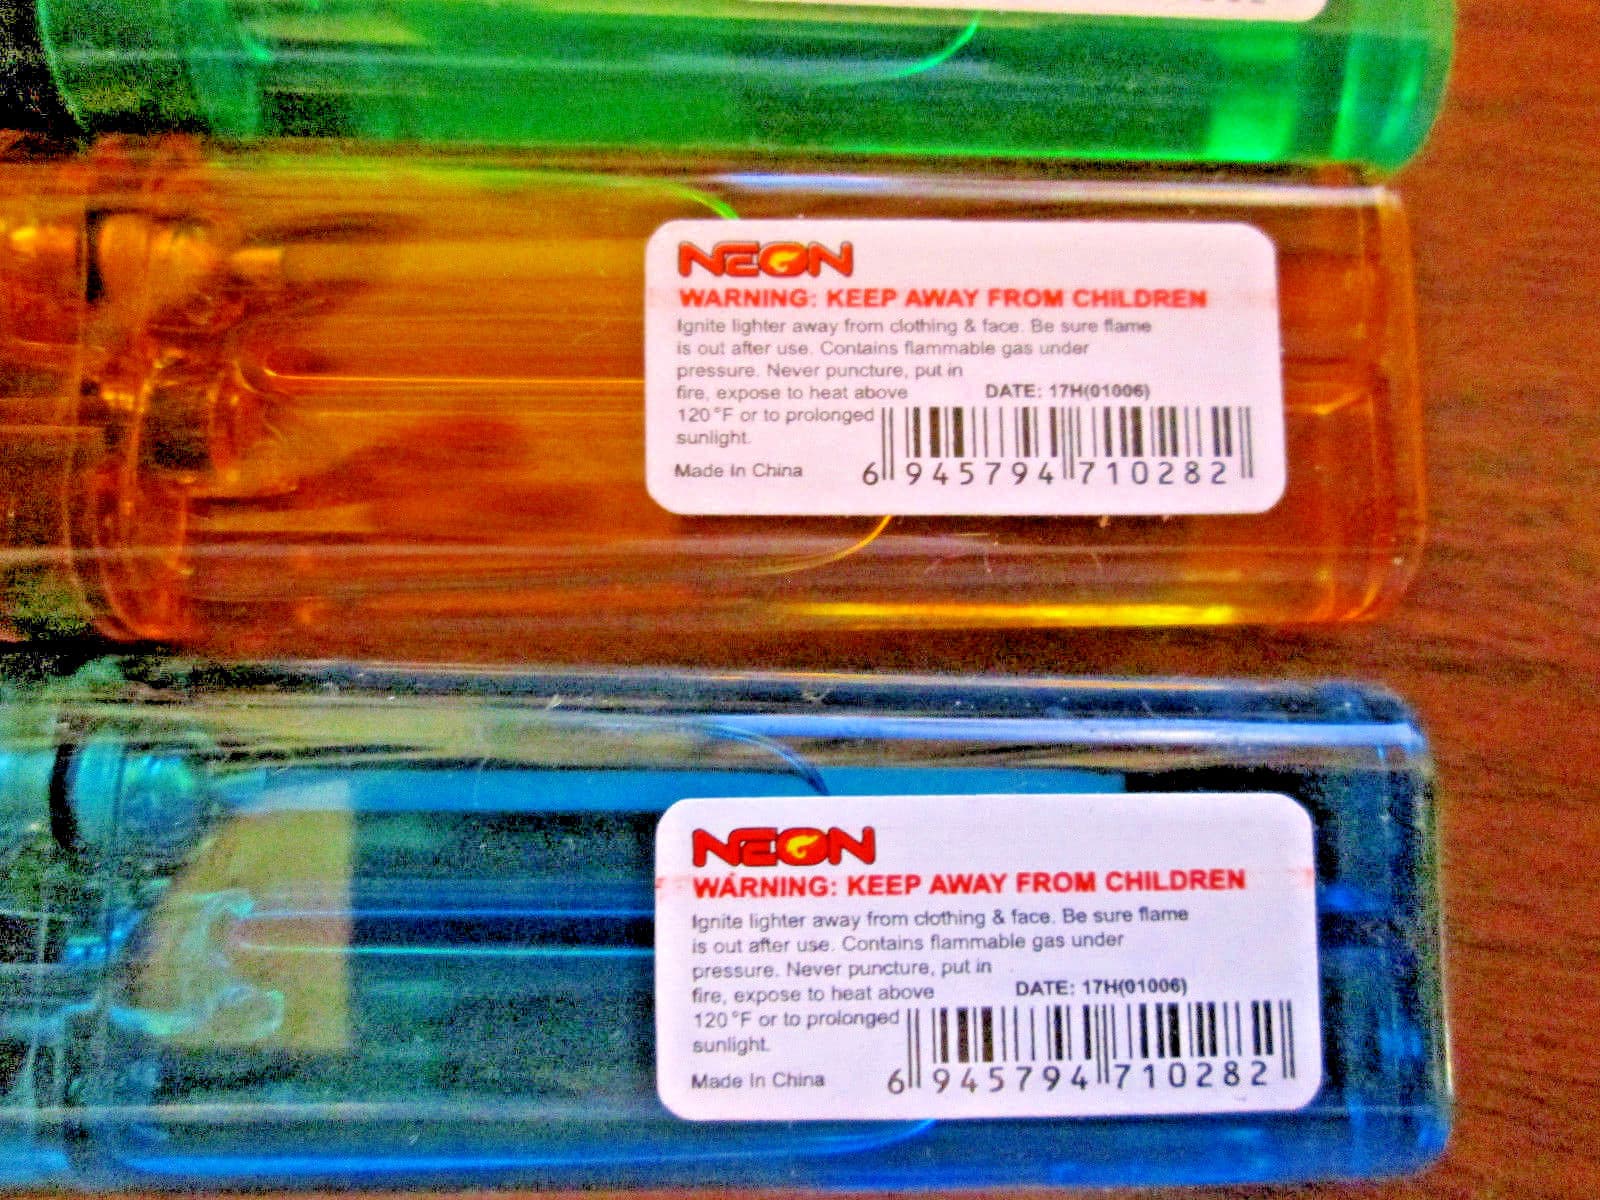 NEON
WARNING: KEEP AWAY FROM CHILDREN
Ignite lighter away from clothing & face. Be sure flame
is out after use. Contains flammable gas under
pressure. Never puncture, put in
fire, expose to heat above
DATE: 17H(01006)
120°F or to prolonged
sunlight.
Made In China
6 945794 710282
NEON
WARNING: KEEP AWAY FROM CHILDREN
Ignite lighter away from clothing & face. Be sure flame
is out after use. Contains flammable gas under
pressure. Never puncture, put in
fire, expose to heat above
DATE: 17H(01006)
120°F or to prolonged
sunlight.
Made In China
6 945794 710282